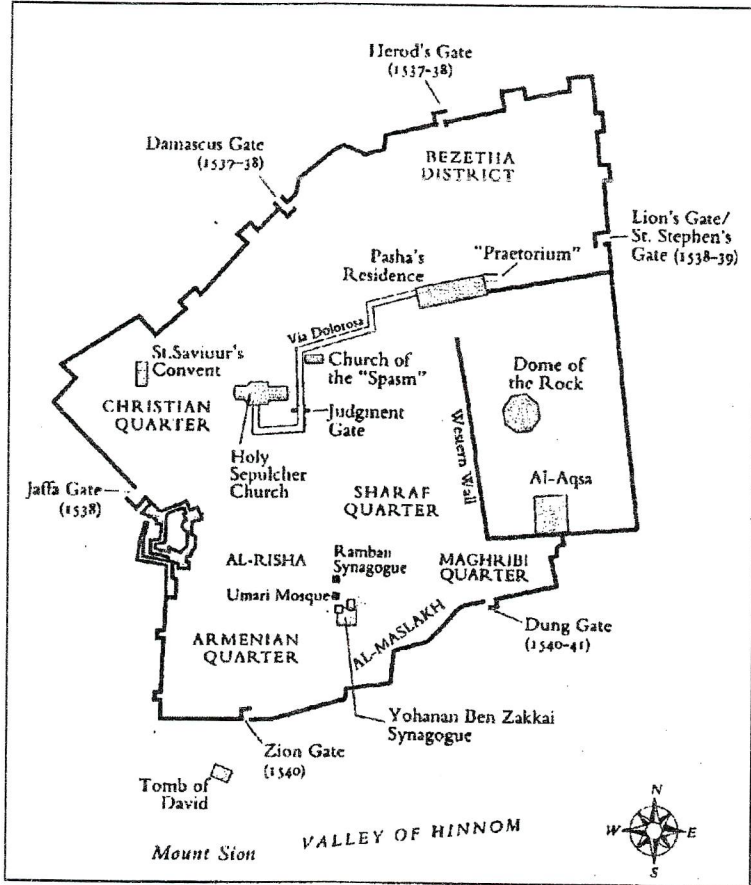 Herod's Gate
(1537-38)
Damascus Gate
(1537-38)
BEZETHA
DISTRICT
Lion's Gate/
St. Stephen's
Gate (1538-39)
Pasha's
Residence
"Praetorium"
Via Dolorosa
St. Saviour's
Convent
Church of
the "Spasm"
Dome of
the Rock
CHRISTIAN
QUARTER
Judgment
Gate
Western Wall
Holy
Sepulcher
Church
Al-Aqsa
Jaffa Gate
(1538)
SHARAF
QUARTER
AL-RISHA
Ramban
Synagogue
MAGHRIBI
QUARTER
Umari Mosque
AL-MASLAKH
Dung Gate
(1540-41)
ARMENIAN
QUARTER
Yohanan Ben Zakkai
Synagogue
Zion Gate
(1540)
Tomb of
David
N
W
E
S
VALLEY OF HINNOM
Mount Sion